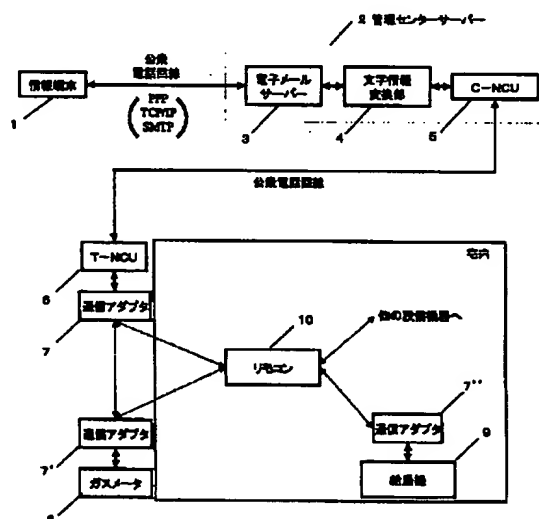 2 管理センターサーバー
公衆
電話回線
情報端末
電子メール
サーバー
文字情報
変換部
C-NCU
PPP
TCP/IP
SMTP
1
3
4
5
公衆電話回線
T-NCU
宅内
6
通信アダプタ
10
他の設備機器へ
7
リモコン
7''
通信アダプタ
通信アダプタ
9
7'
ガスメータ
給湯機
8